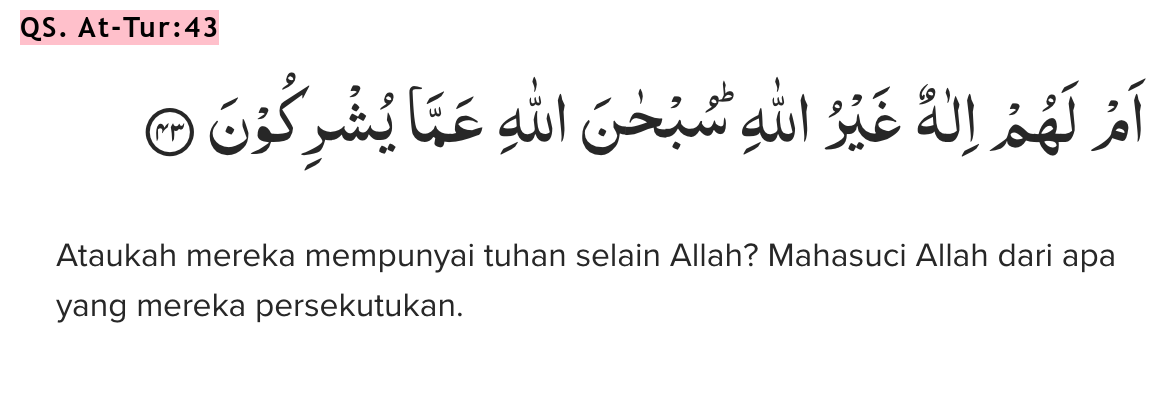 QS. At-Tur:43
اَمْ لَهُمْ اِلٰهٌ غَيْرُ اللّٰهِ ۗسُبْحٰنَ اللّٰهِ عَمَّا يُشْرِكُوْنَ ٤٣
Ataukah mereka mempunyai tuhan selain Allah? Mahasuci Allah dari apa
yang mereka persekutukan.